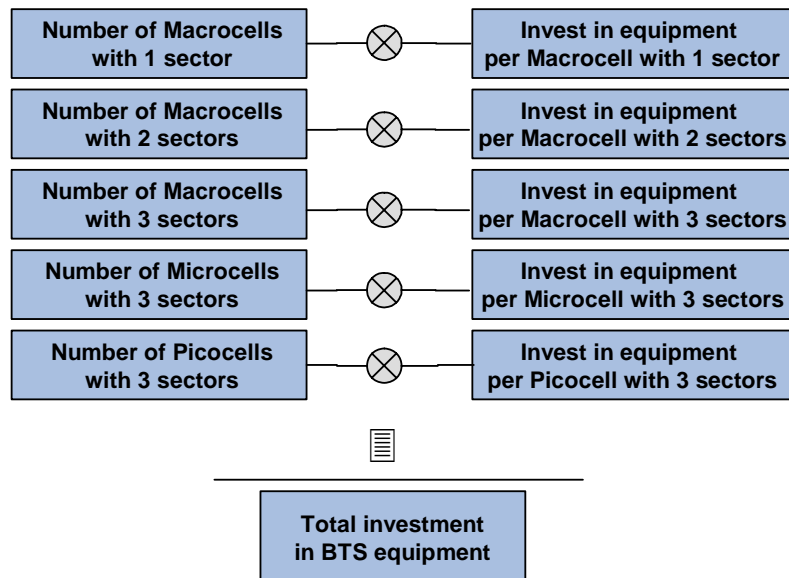 Number of Macrocells
with 1 sector
Invest in equipment
per Macrocell with 1 sector
Number of Macrocells
with 2 sectors
Invest in equipment
per Macrocell with 2 sectors
Number of Macrocells
with 3 sectors
Invest in equipment
per Macrocell with 3 sectors
Number of Microcells
with 3 sectors
Invest in equipment
per Microcell with 3 sectors
Number of Picocells
with 3 sectors
Invest in equipment
per Picocell with 3 sectors
Total investment
in BTS equipment